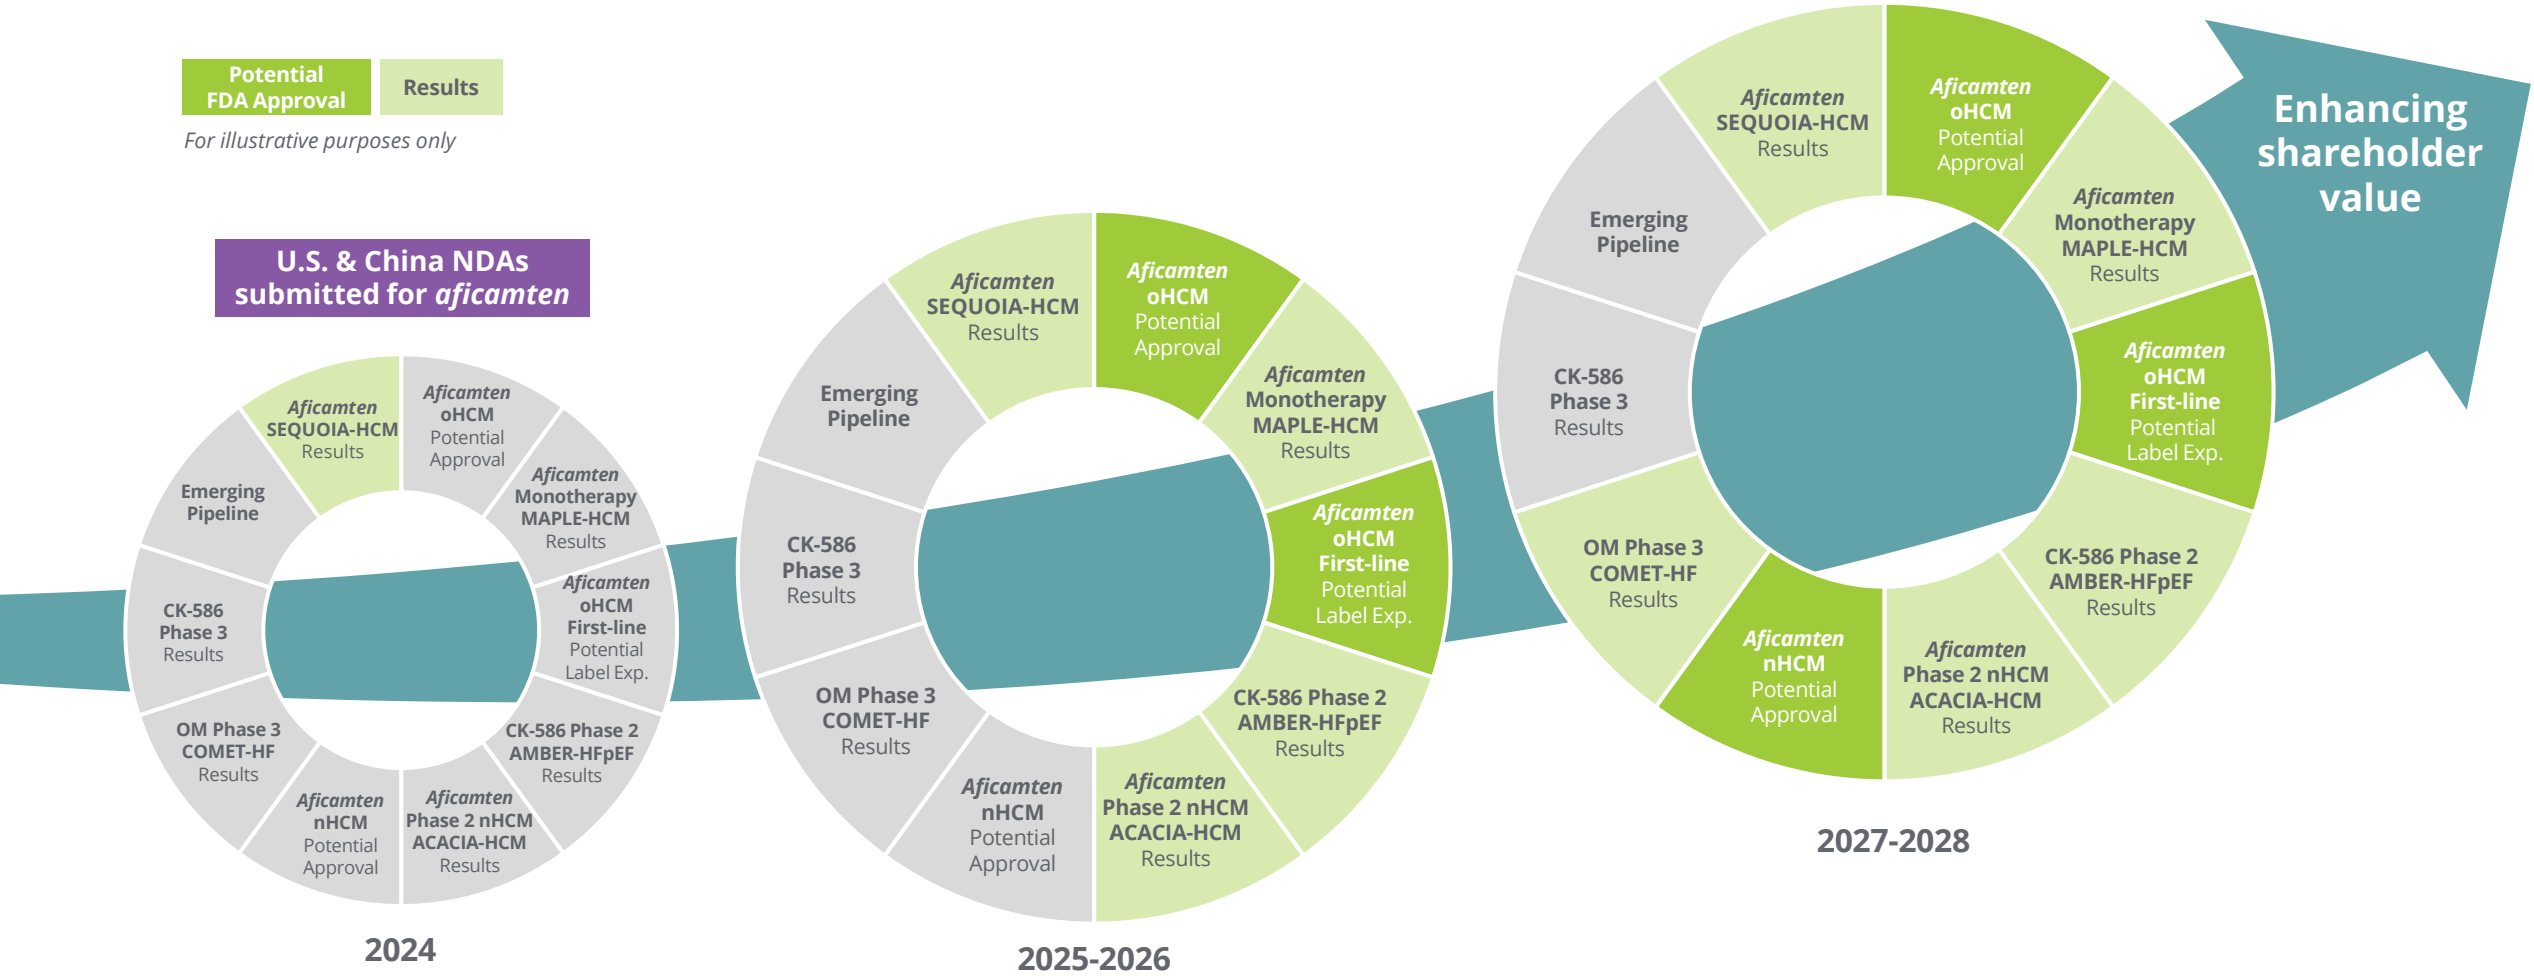 Potential
FDA Approval
Results
For illustrative purposes only
U.S. & China NDAs
submitted for aficamten
Aficamten
SEQUOIA-HCM
Results
Aficamten
oHCM
Potential
Approval
Aficamten
Monotherapy
MAPLE-HCM
Results
Aficamten
oHCM
First-line
Potential
Label Exp.
CK-586 Phase 2
AMBER-HFpEF
Results
Aficamten
Phase 2 nHCM
ACACIA-HCM
Results
Aficamten
nHCM
Potential
Approval
OM Phase 3
COMET-HF
Results
CK-586
Phase 3
Results
Emerging
Pipeline
2024
Aficamten
SEQUOIA-HCM
Results
Aficamten
oHCM
Potential
Approval
Aficamten
Monotherapy
MAPLE-HCM
Results
Aficamten
oHCM
First-line
Potential
Label Exp.
CK-586 Phase 2
AMBER-HFpEF
Results
Aficamten
Phase 2 nHCM
ACACIA-HCM
Results
Aficamten
nHCM
Potential
Approval
OM Phase 3
COMET-HF
Results
CK-586
Phase 3
Results
Emerging
Pipeline
2025-2026
Aficamten
SEQUOIA-HCM
Results
Aficamten
oHCM
Potential
Approval
Aficamten
Monotherapy
MAPLE-HCM
Results
Aficamten
oHCM
First-line
Potential
Label Exp.
CK-586 Phase 2
AMBER-HFpEF
Results
Aficamten
Phase 2 nHCM
ACACIA-HCM
Results
Aficamten
nHCM
Potential
Approval
OM Phase 3
COMET-HF
Results
CK-586
Phase 3
Results
Emerging
Pipeline
2027-2028
Enhancing
shareholder
value